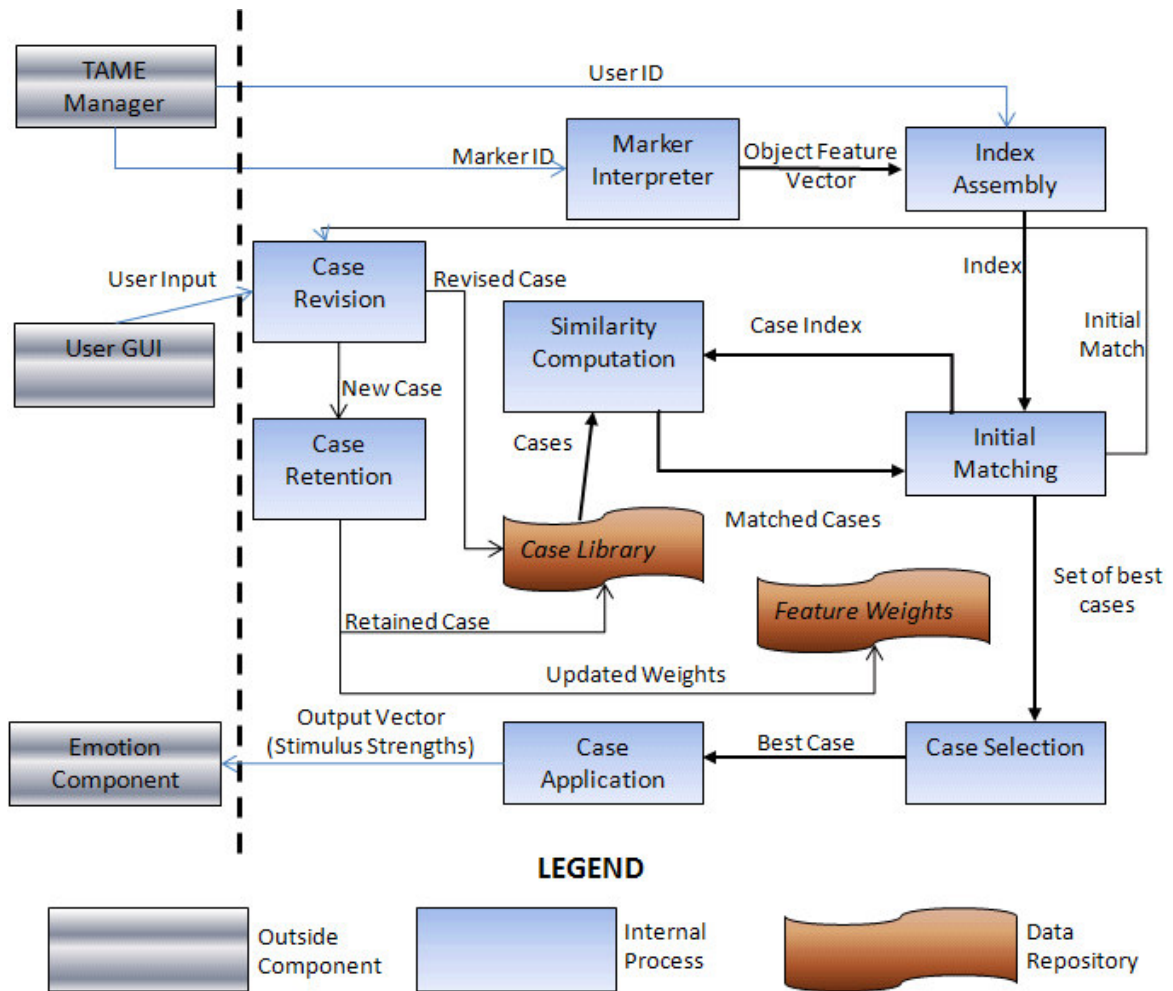 TAME
Manager
User ID
Marker ID
Marker
Interpreter
Object Feature
Vector
Index
Assembly
User Input
Case
Revision
Revised Case
Index
Initial
Match
User GUI
Similarity
Computation
Case Index
New Case
Case
Retention
Cases
Initial
Matching
Case Library
Matched Cases
Set of best
cases
Feature Weights
Retained Case
Updated Weights
Output Vector
(Stimulus Strengths)
Emotion
Component
Case
Application
Best Case
Case Selection
LEGEND
Outside
Component
Internal
Process
Data
Repository